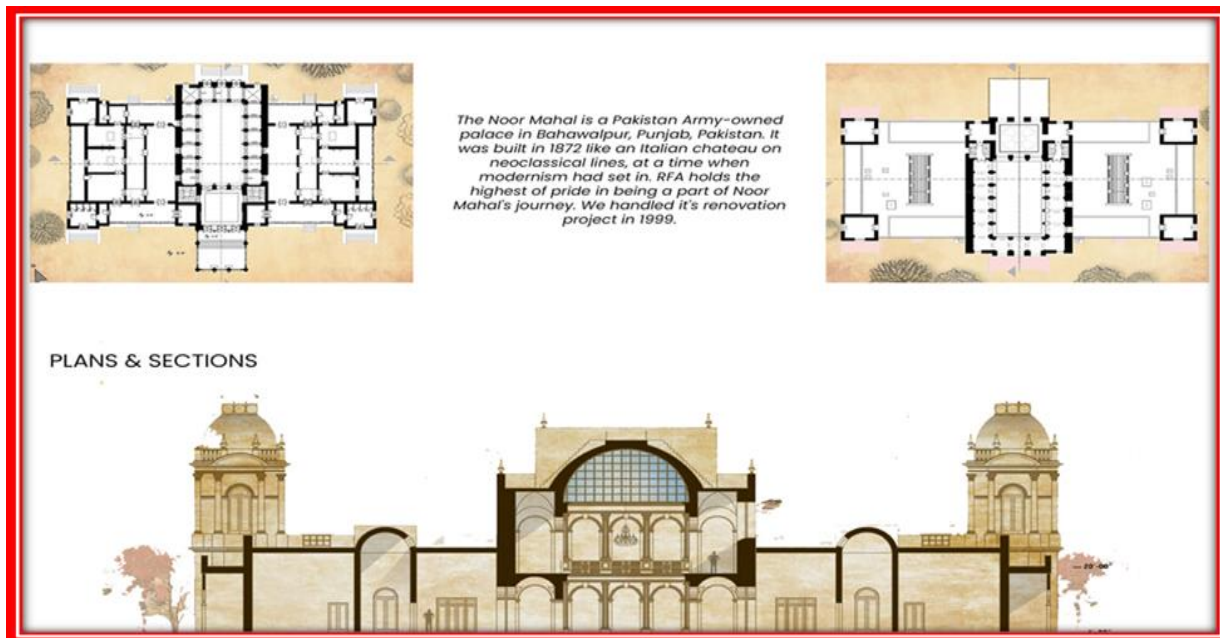 The Noor Mahal is a Pakistan Army-owned
palace in Bahawalpur, Punjab, Pakistan. It
was built in 1872 like an Italian chateau on
neoclassical lines, at a time when
modernism had set in. RFA holds the
highest of pride in being a part of Noor
Mahal's journey. We handled it's renovation
project in 1999.
PLANS & SECTIONS